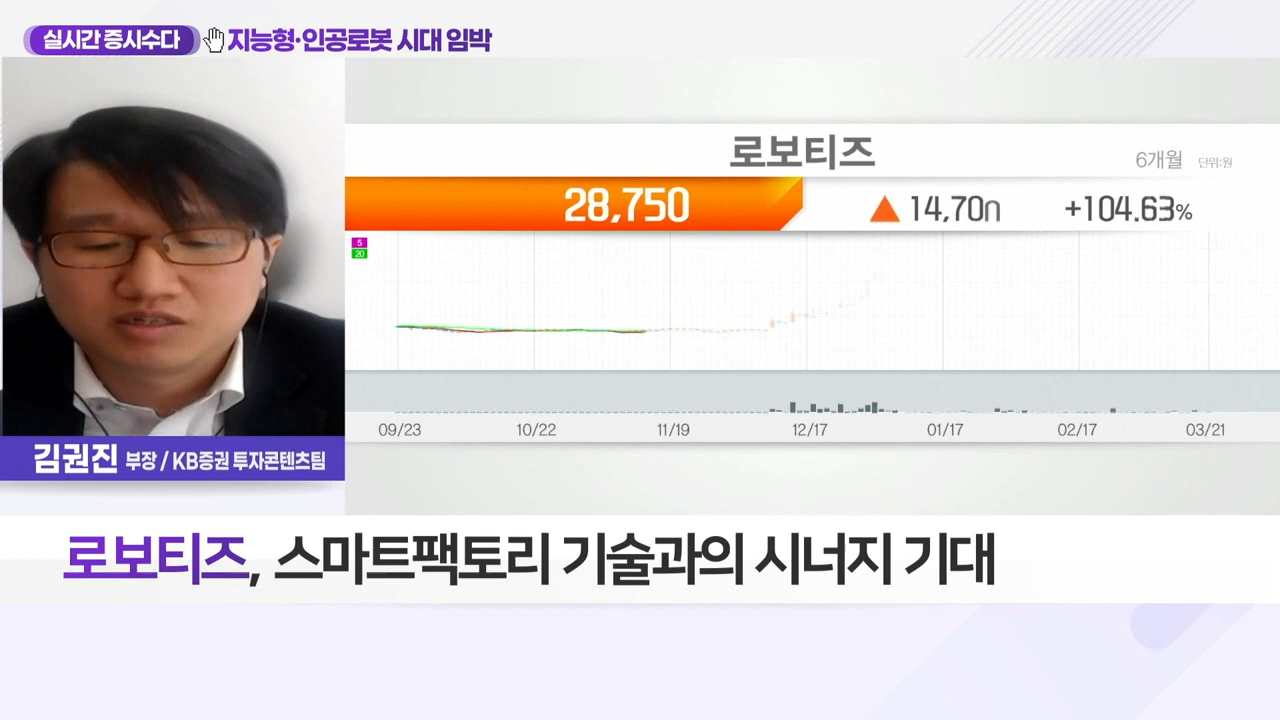 실시간 증시수다
지능형·인공로봇 시대 임박
로보티즈
6개월 단위:원
28,750 ▲ 14,70n +104.63%
5
20
09/23 10/22 11/19 12/17 01/17 02/17 03/21
김권진 부장 / KB증권 투자콘텐츠팀
로보티즈, 스마트팩토리 기술과의 시너지 기대